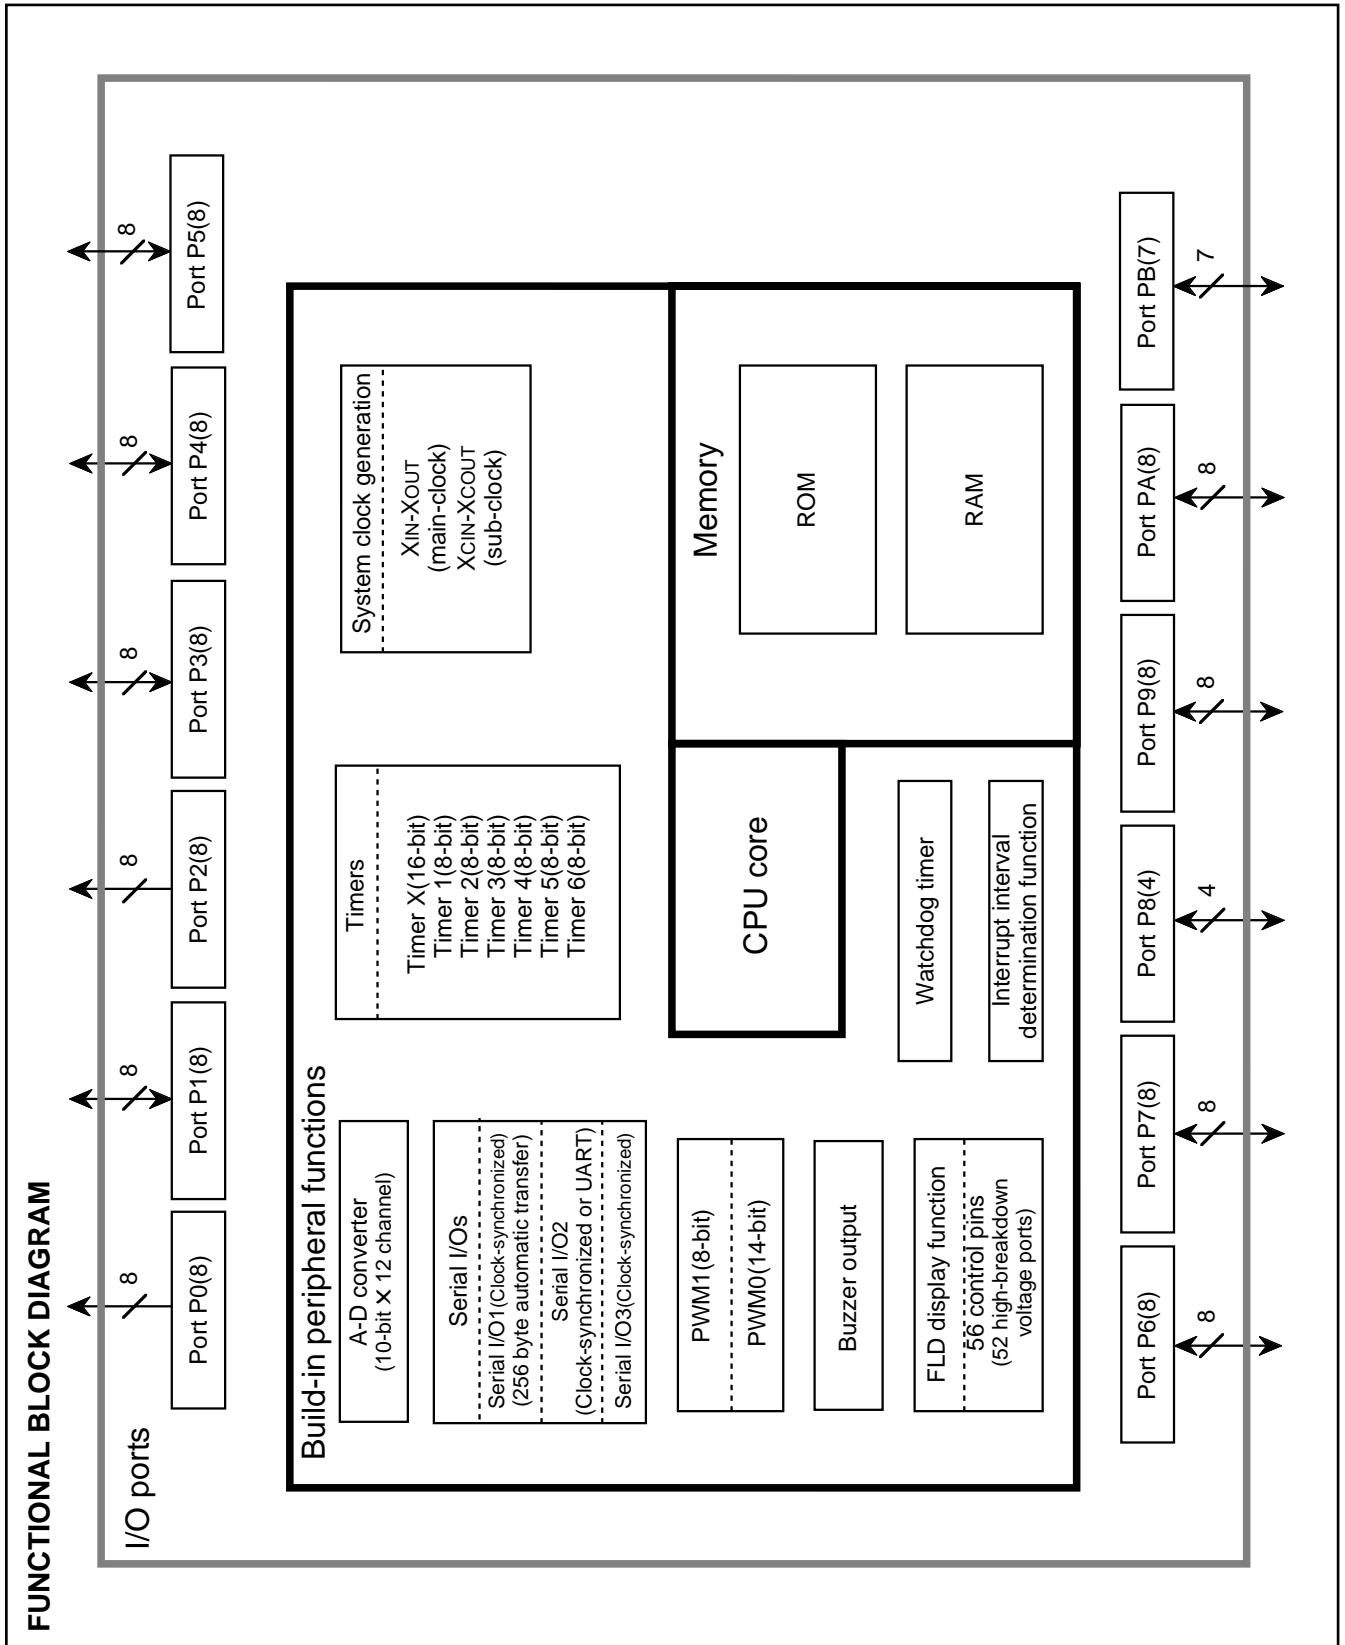 FUNCTIONAL BLOCK DIAGRAM
I/O ports
8
8
8
8
8
8
Port P0(8)
Port P1(8)
Port P2(8)
Port P3(8)
Port P4(8)
Port P5(8)
Build-in peripheral functions
A-D converter
(10-bit X 12 channel)
Serial I/Os
Serial I/O1(Clock-synchronized)
(256 byte automatic transfer)
Serial I/O2
(Clock-synchronized or UART)
Serial I/O3(Clock-synchronized)
PWM1(8-bit)
PWM0(14-bit)
Buzzer output
FLD display function
56 control pins
(52 high-breakdown
voltage ports)
Timers
Timer X(16-bit)
Timer 1(8-bit)
Timer 2(8-bit)
Timer 3(8-bit)
Timer 4(8-bit)
Timer 5(8-bit)
Timer 6(8-bit)
CPU core
Watchdog timer
Interrupt interval
determination function
System clock generation
XIN-XOUT
(main-clock)
XCIN-XCOUT
(sub-clock)
Memory
ROM
RAM
Port P6(8)
Port P7(8)
Port P8(4)
Port P9(8)
Port PA(8)
Port PB(7)
8
8
4
8
8
7